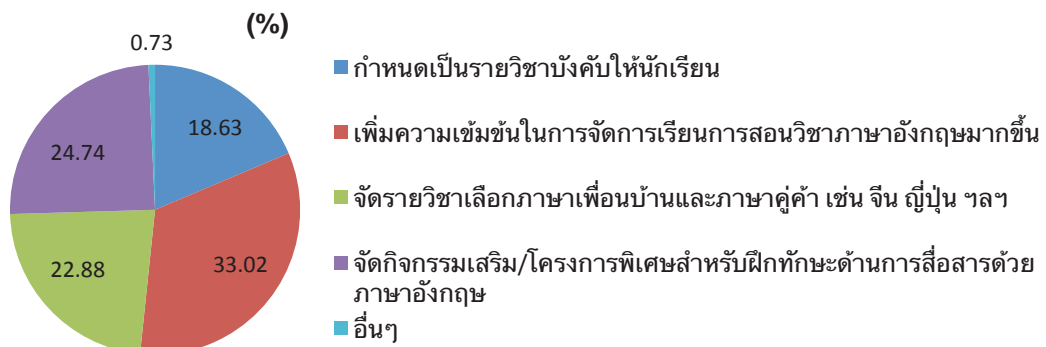 (%)
0.73
18.63
24.74
22.88
33.02
กำหนดเป็นรายวิชาบังคับให้นักเรียน
เพิ่มความเข้มข้นในการจัดการเรียนการสอนวิชาภาษาอังกฤษมากขึ้น
จัดรายวิชาเลือกภาษาเพื่อนบ้านและภาษาคู่ค้า เช่น จีน ญี่ปุ่น ฯลฯ
จัดกิจกรรมเสริม/โครงการพิเศษสำหรับฝึกทักษะด้านการสื่อสารด้วย
ภาษาอังกฤษ
อื่นๆ